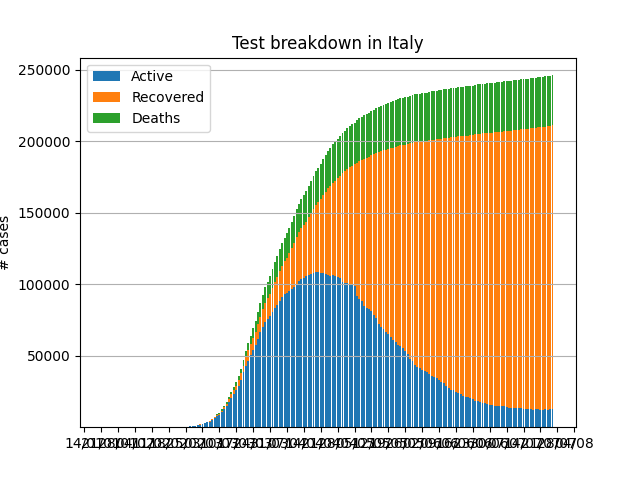 Test breakdown in Italy
Active
Recovered
Deaths
250000
200000
150000
100000
50000
# cases